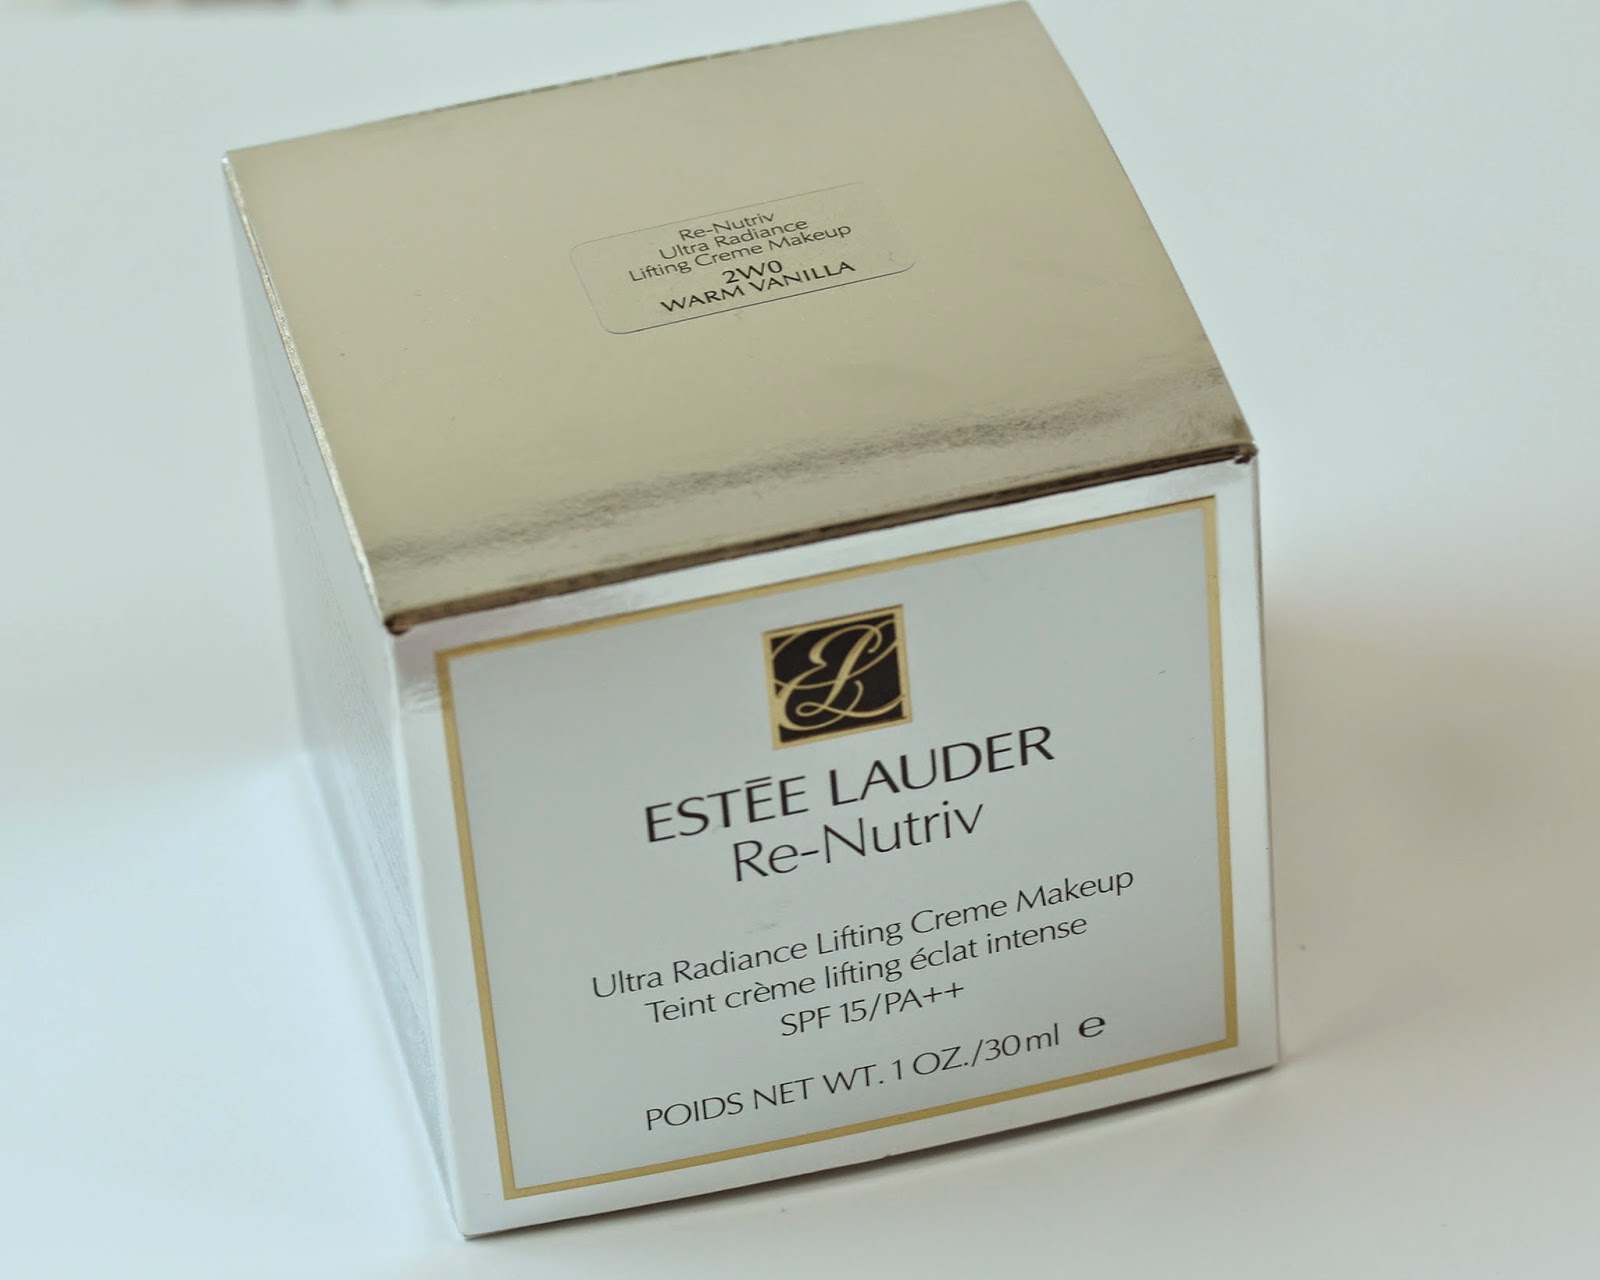 Re-Nutriv
Ultra Radiance
Lifting Creme Makeup
2W0
WARM VANILLA
ESTĒE LAUDER
Re-Nutriv
Ultra Radiance Lifting Creme Makeup
Teint crème lifting éclat intense
SPF 15/PA++
POIDS NET WT. 1 OZ./30 ml ℮